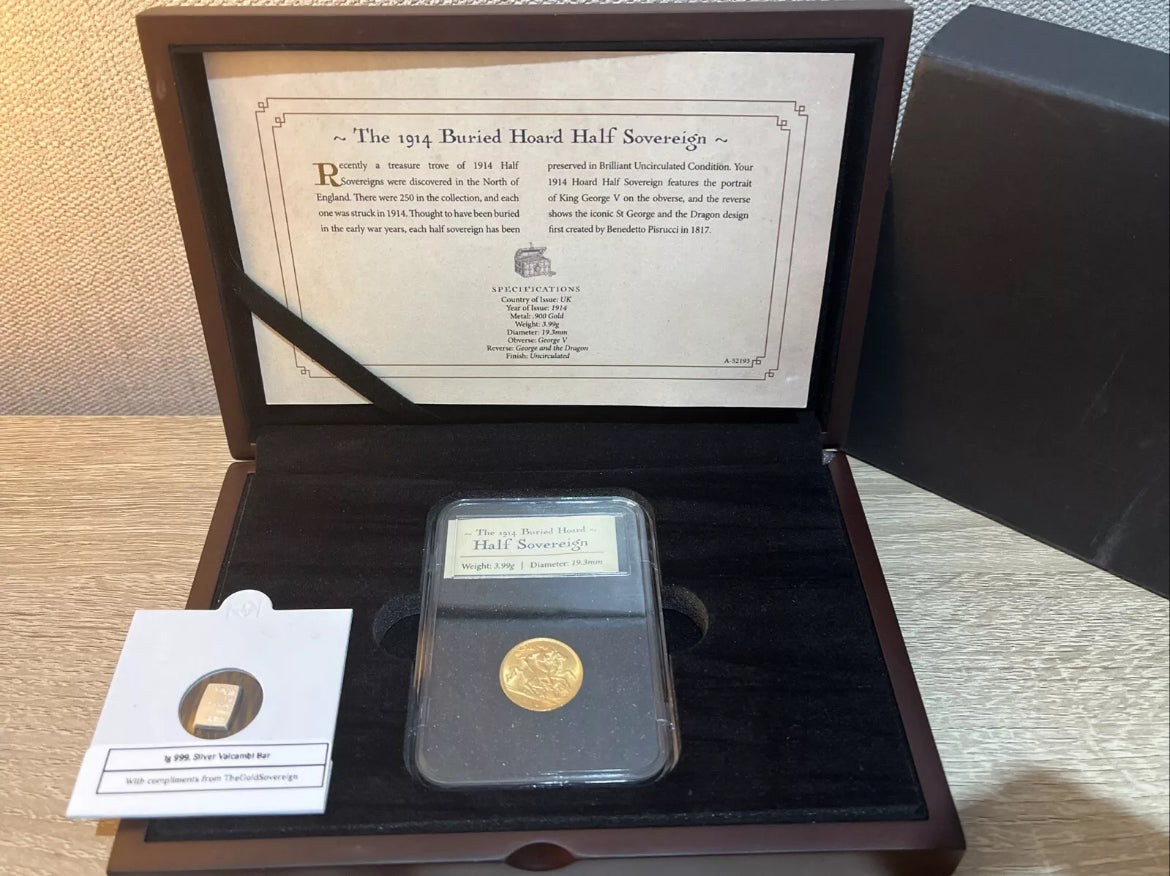 ~ The 1914 Buried Hoard Half Sovereign ~
Recently a treasure trove of 1914 Half
Sovereigns were discovered in the North of
England. There were 250 in the collection, and each
one was struck in 1914. Thought to have been buried
in the early war years, each half sovereign has been
preserved in Brilliant Uncirculated Condition. Your
1914 Hoard Half Sovereign features the portrait
of King George V on the obverse, and the reverse
shows the iconic St George and the Dragon design
first created by Benedetto Pisrucci in 1817.
SPECIFICATIONS
Country of Issue: UK
Year of Issue: 1914
Metal: .900 Gold
Weight: 3.99g
Diameter: 19.3mm
Obverse: George V
Reverse: George and the Dragon
Finish: Uncirculated
A-52193
~ The 1914 Buried Hoard ~
Half Sovereign
Weight: 3.99g | Diameter: 19.3mm
1g 999. Silver Valcambi Bar
With compliments from TheGoldSovereign